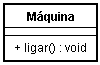 Máquina
+ ligar() : void